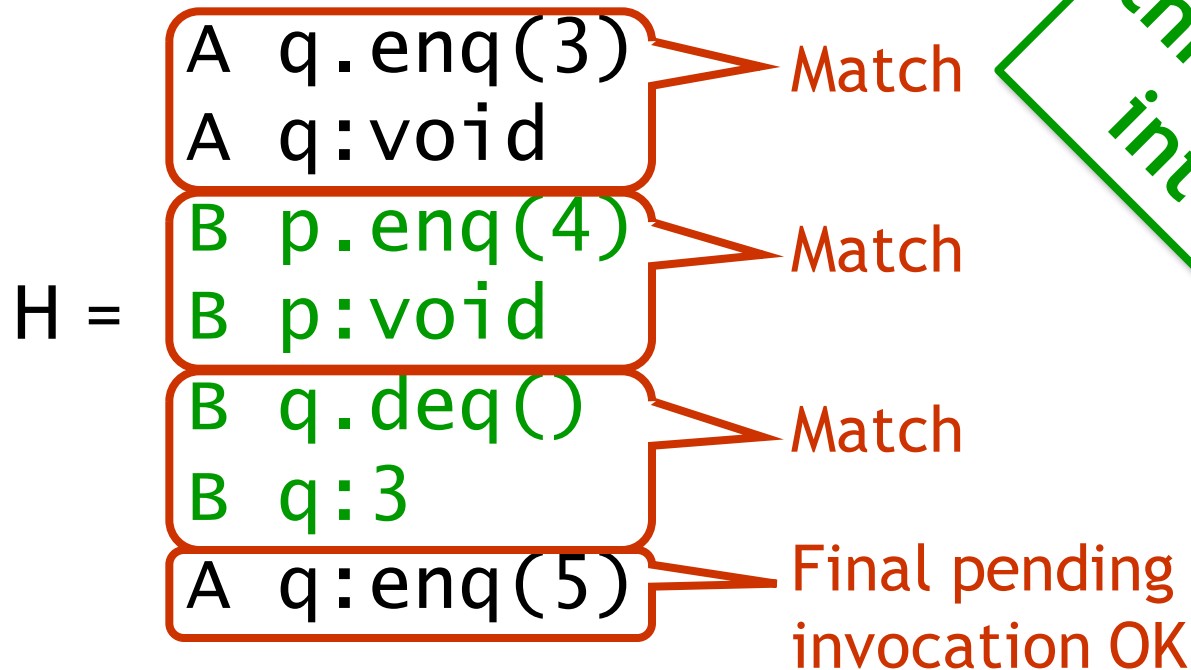 A q.enq(3)
A q:void
Match
B p.enq(4)
B p:void
Match
H =
B q.deq()
B q:3
Match
A q:enq(5)
Final pending
invocation OK